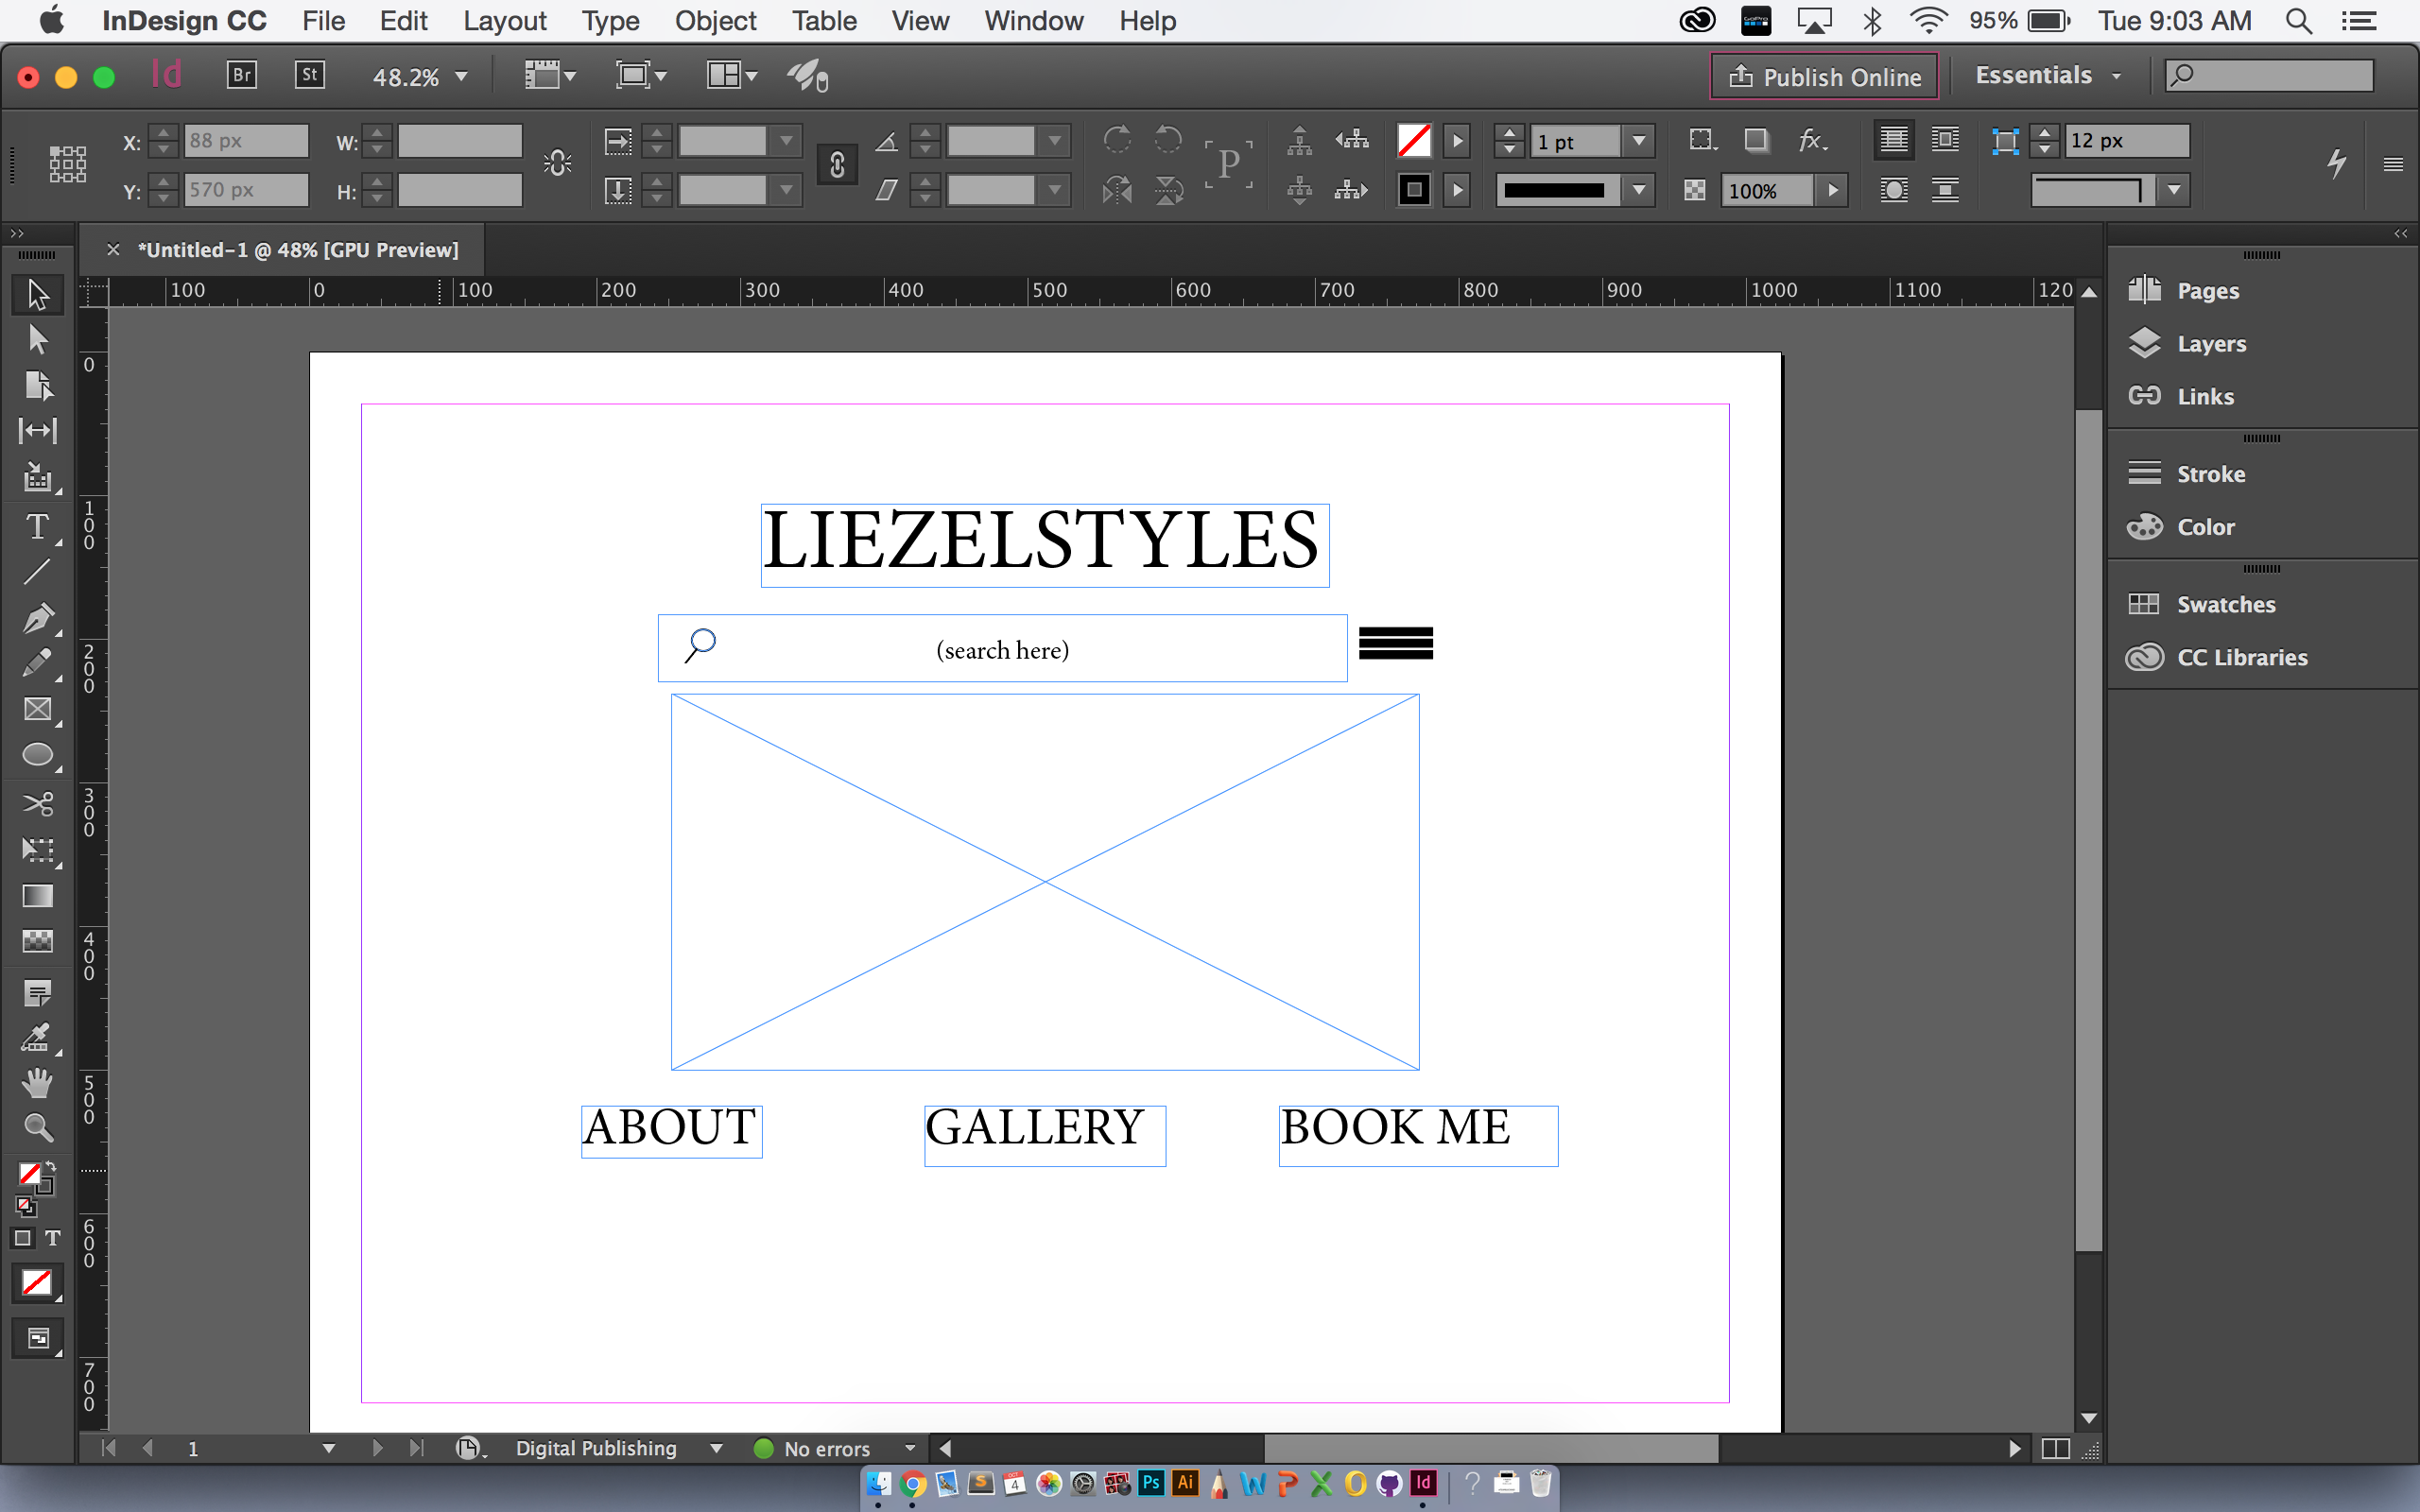 InDesign CC File Edit Layout Type Object Table View Window Help 95% Tue 9:03 AM
Id Br St 48.2% Publish Online Essentials
X: 88 px W: 1 pt fx. 12 px
Y: 570 px H: P 100%
*Untitled-1 @ 48% [GPU Preview]
100 0 100 200 300 400 500 600 700 800 900 1000 1100 120
0
100
200
300
400
500
600
700
LIEZELSTYLES
(search here)
ABOUT GALLERY BOOK ME
Pages
Layers
Links
Stroke
Color
Swatches
CC Libraries
T
T
1 Digital Publishing No errors
OCT
4
S Ps Ai W P X O Id ?